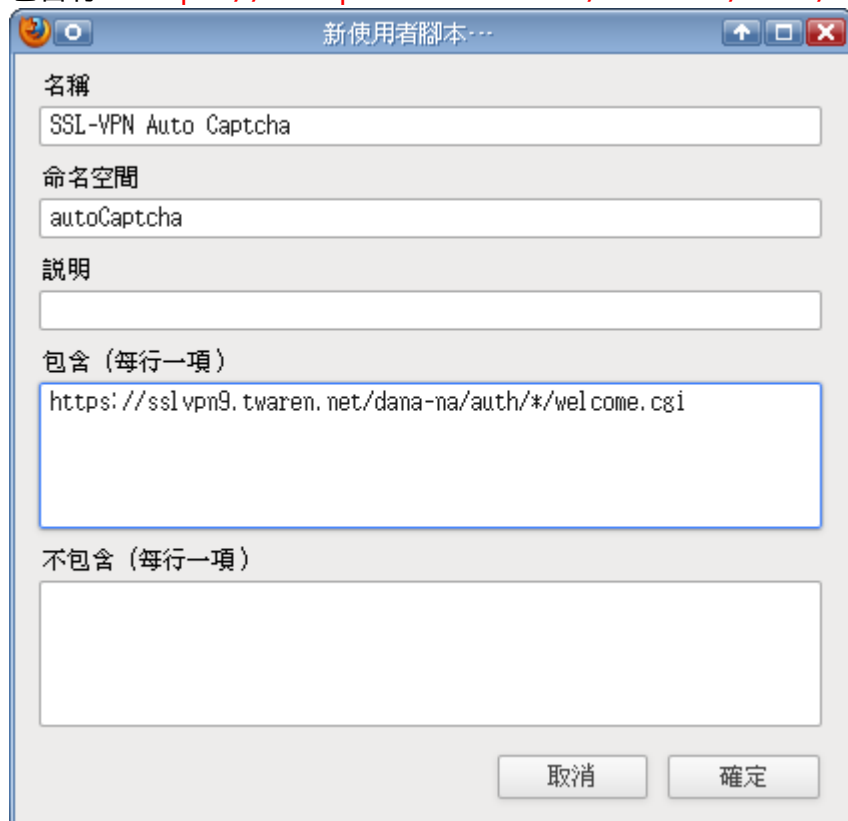 新使用者腳本…
名稱
SSL-VPN Auto Captcha
命名空間
autoCaptcha
說明
包含 (每行一項)
https://sslvpn9.twaren.net/dana-na/auth/*/welcome.cgi
不包含 (每行一項)
取消
確定